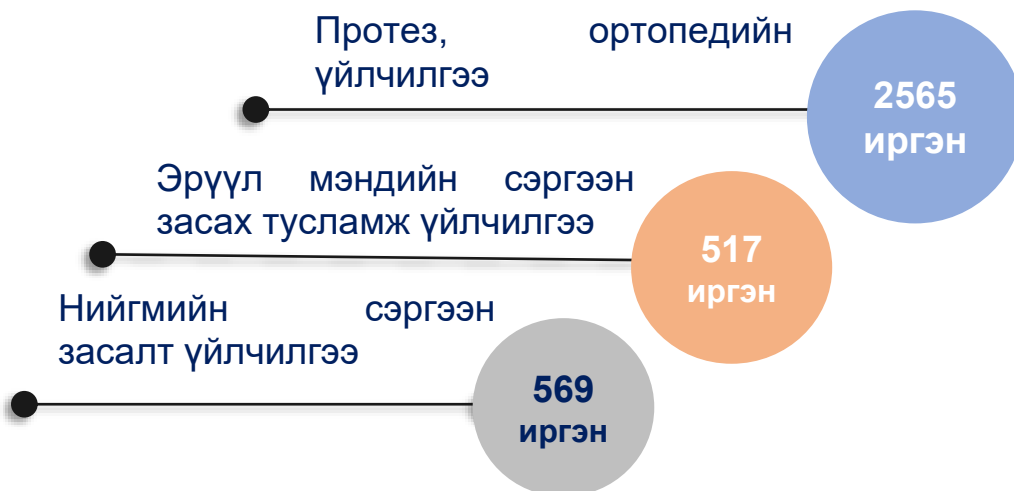 Протез, ортопедийн
үйлчилгээ
2565
иргэн
Эрүүл мэндийн сэргээн
засах тусламж үйлчилгээ
517
иргэн
Нийгмийн сэргээн
засалт үйлчилгээ
569
иргэн